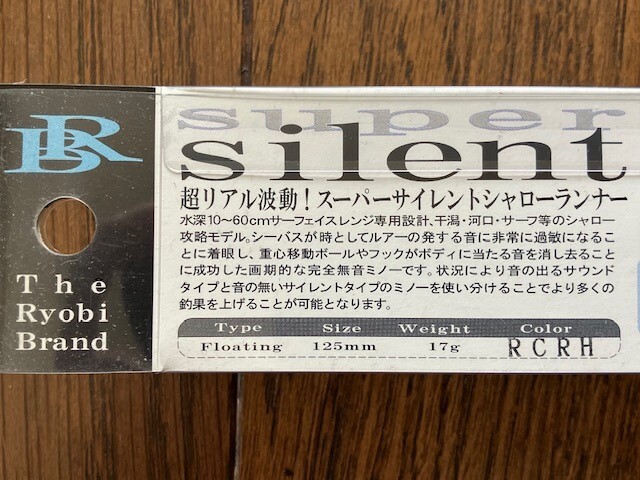 BR
The
Ryobi
Brand
super
silent
超リアル波動！スーパーサイレントシャローランナー
水深10～60cmサーフェイスレンジ専用設計、干潟・河口・サーフ等のシャロー
攻略モデル。シーバスが時としてルアーの発する音に非常に過敏になるこ
とに着眼し、重心移動ボールやフックがボディに当たる音を消し去ること
に成功した画期的な完全無音ミノーです。状況により音の出るサウンド
タイプと音の無いサイレントタイプのミノーを使い分けることでより多くの
釣果を上げることが可能となります。
Type Size Weight Color
Floating 125mm 17g RCRH